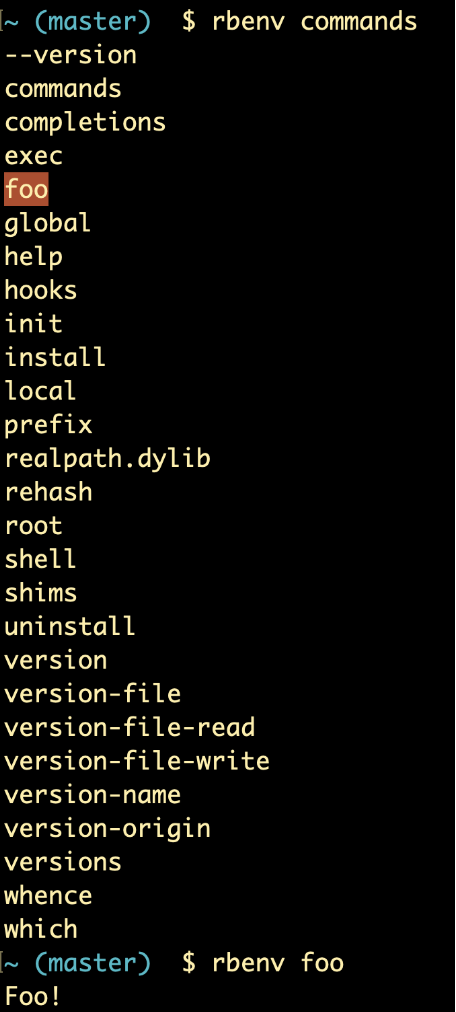 [~ (master)  $ rbenv commands
--version
commands
completions
exec
foo
global
help
hooks
init
install
local
prefix
realpath.dylib
rehash
root
shell
shims
uninstall
version
version-file
version-file-read
version-file-write
version-name
version-origin
versions
whence
which
[~ (master)  $ rbenv foo
Foo!